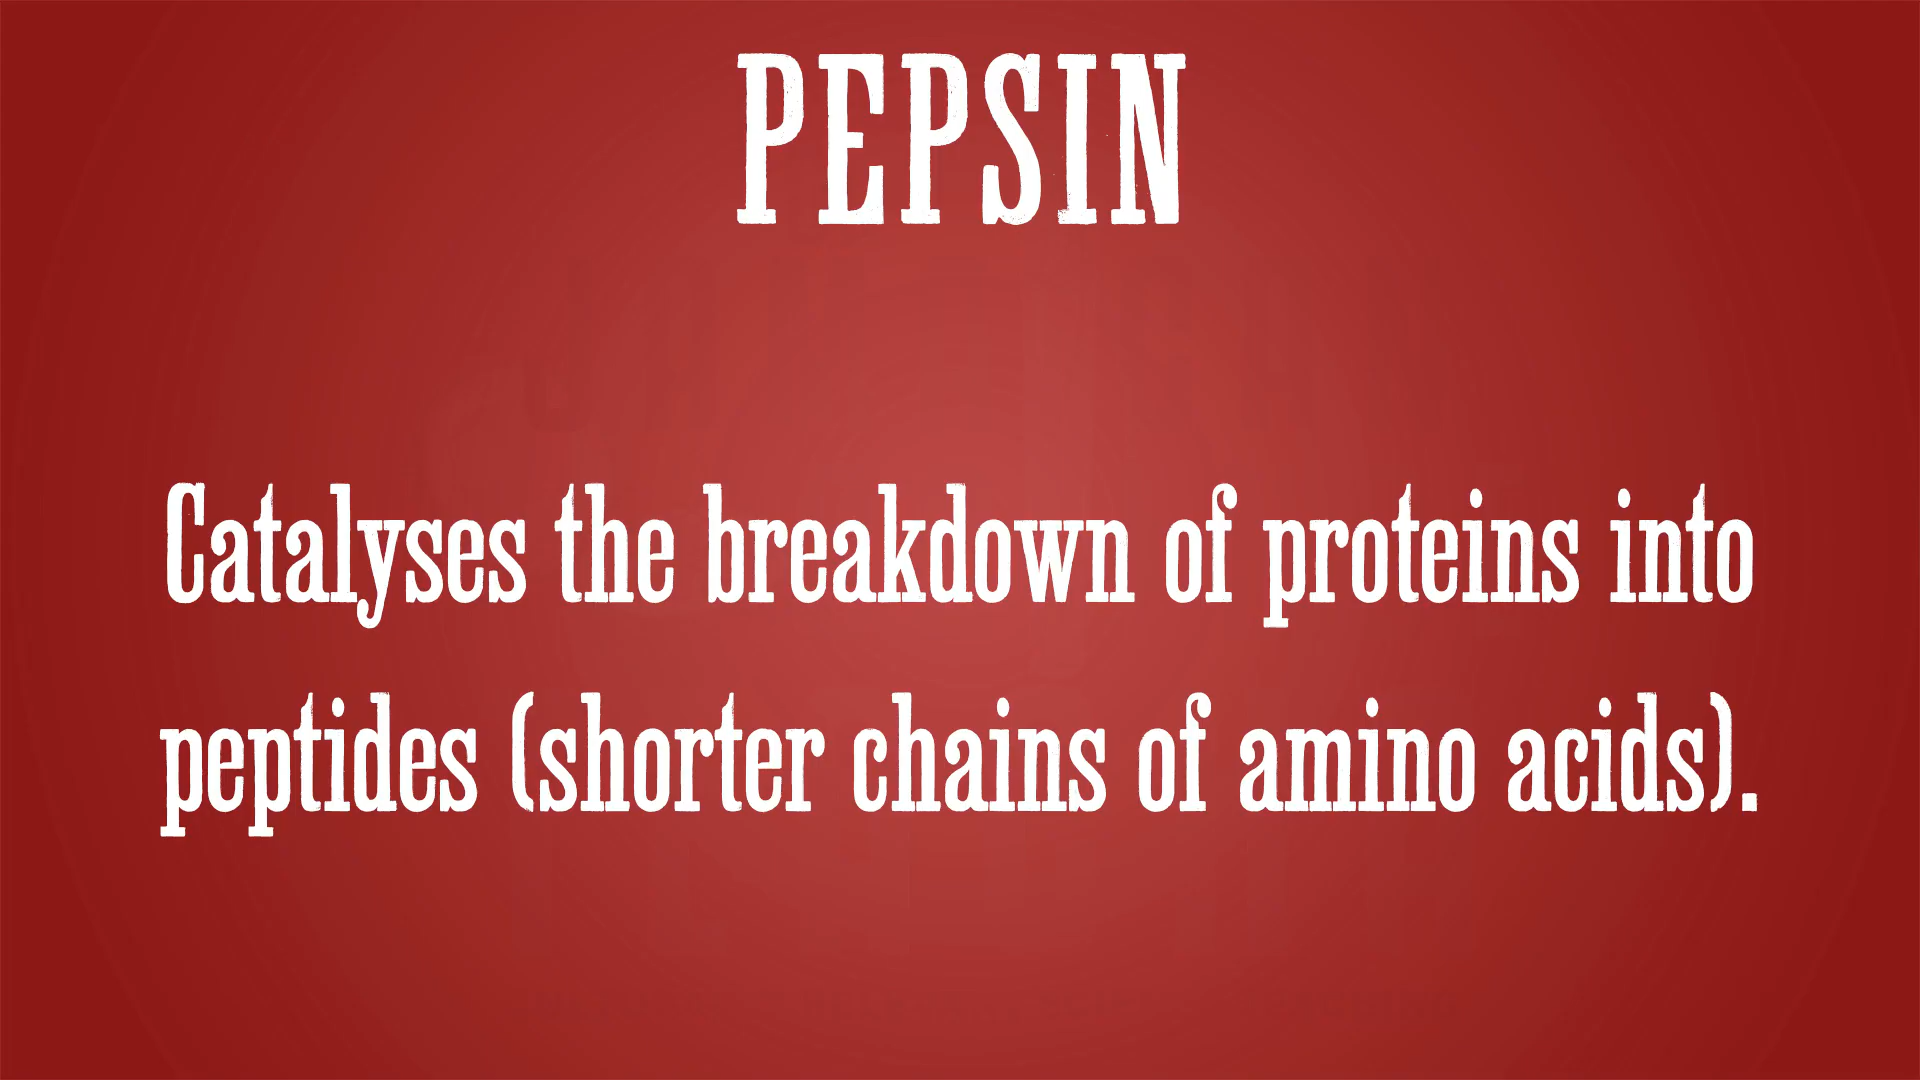 PEPSIN
Catalyses the breakdown of proteins into
peptides (shorter chains of amino acids).